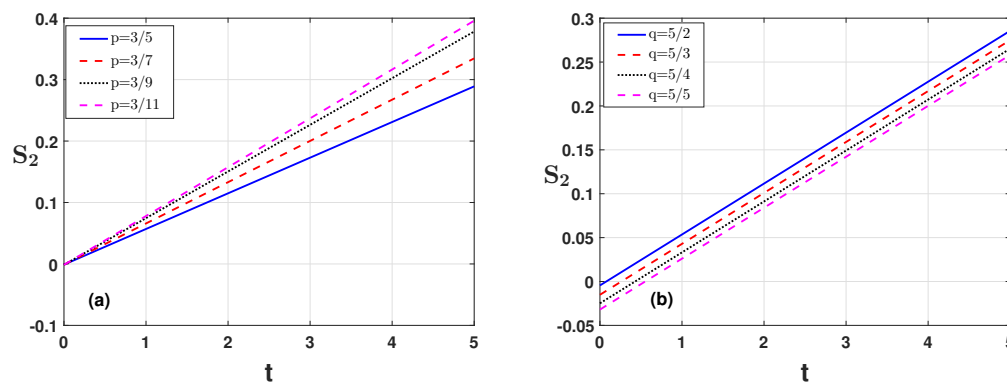 0.4
0.3
0.2
0.1
0
-0.1
S2
p=3/5
p=3/7
p=3/9
p=3/11
(a)
0 1 2 3 4 5
t
0.3
0.25
0.2
0.15
0.1
0.05
0
-0.05
S2
q=5/2
q=5/3
q=5/4
q=5/5
(b)
0 1 2 3 4 5
t